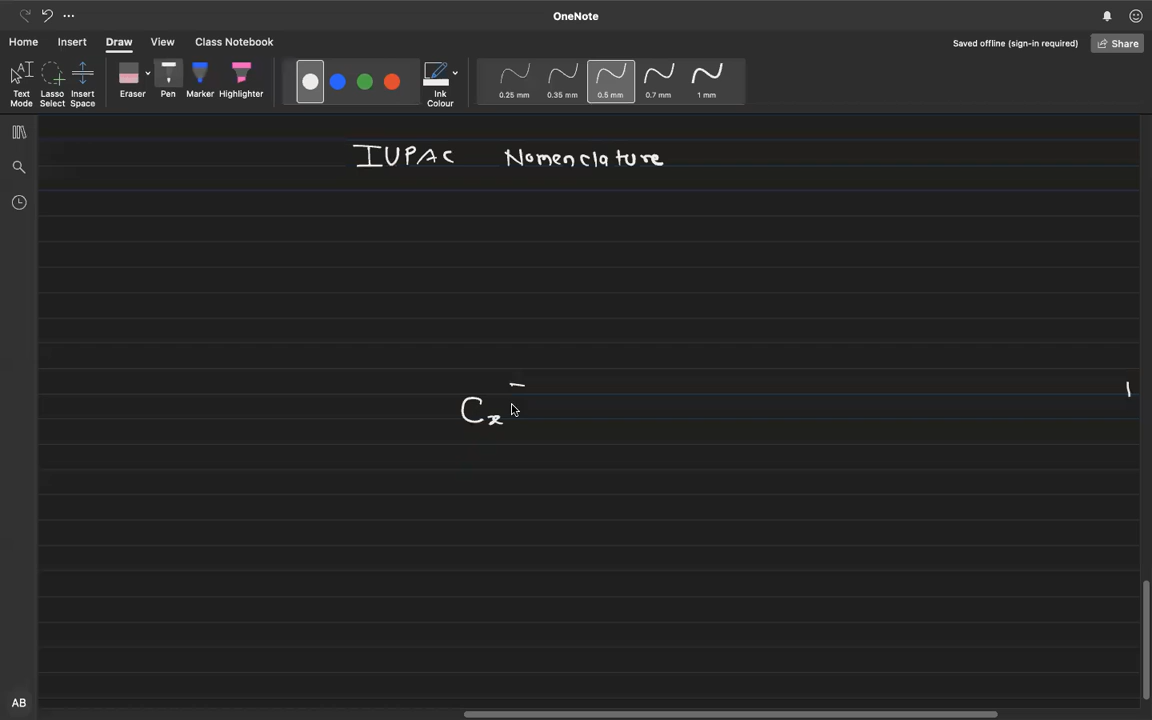 OneNote
Home Insert Draw View Class Notebook Saved offline (sign-in required) Share
Text Mode Lasso Select Insert Space Eraser Pen Marker Highlighter Ink Colour 0.25 mm 0.35 mm 0.5 mm 0.7 mm 1 mm
IUPAC Nomenclature
Cx
AB